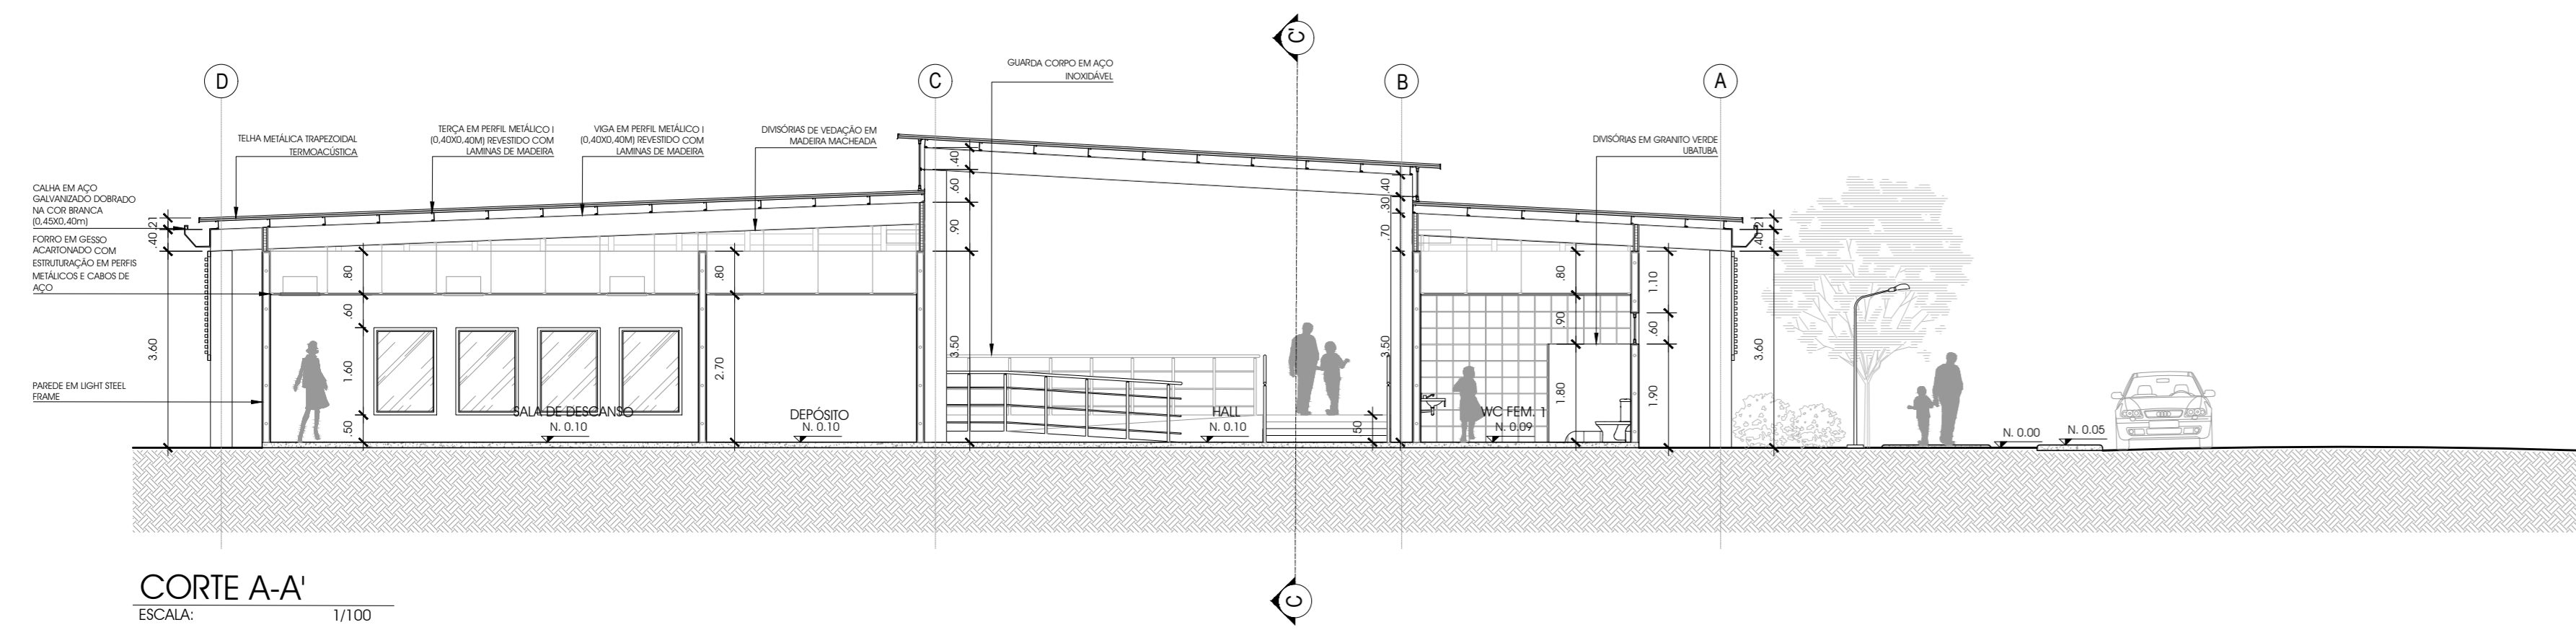 C'
D
C
B
A
GUARDA CORPO EM AÇO
INOXIDÁVEL
TELHA METÁLICA TRAPEZOIDAL
TERMOACÚSTICA
TERÇA EM PERFIL METÁLICO I
(0,40X0,40M) REVESTIDO COM
LAMINAS DE MADEIRA
VIGA EM PERFIL METÁLICO I
(0,40X0,40M) REVESTIDO COM
LAMINAS DE MADEIRA
DIVISÓRIAS DE VEDAÇÃO EM
MADEIRA MACHEADA
DIVISÓRIAS EM GRANITO VERDE
UBATUBA
CALHA EM AÇO
GALVANIZADO DOBRADO
NA COR BRANCA
(0,45X0,40m)
FORRO EM GESSO
ACARTONADO COM
ESTRUTURAÇÃO EM PERFIS
METÁLICOS E CABOS DE
AÇO
PAREDE EM LIGHT STEEL
FRAME
.21
.40
3.60
.80
.60
1.60
.50
.80
2.70
.40
.60
.90
3.50
.40
.30
.70
3.50
.50
.80
.90
1.80
1.10
.60
1.90
.21
.40
3.60
SALA DE DESCANSO
N. 0.10
DEPÓSITO
N. 0.10
HALL
N. 0.10
WC FEM. 1
N. 0.09
N. 0.00
N. 0.05
C
CORTE A-A'
ESCALA: 1/100